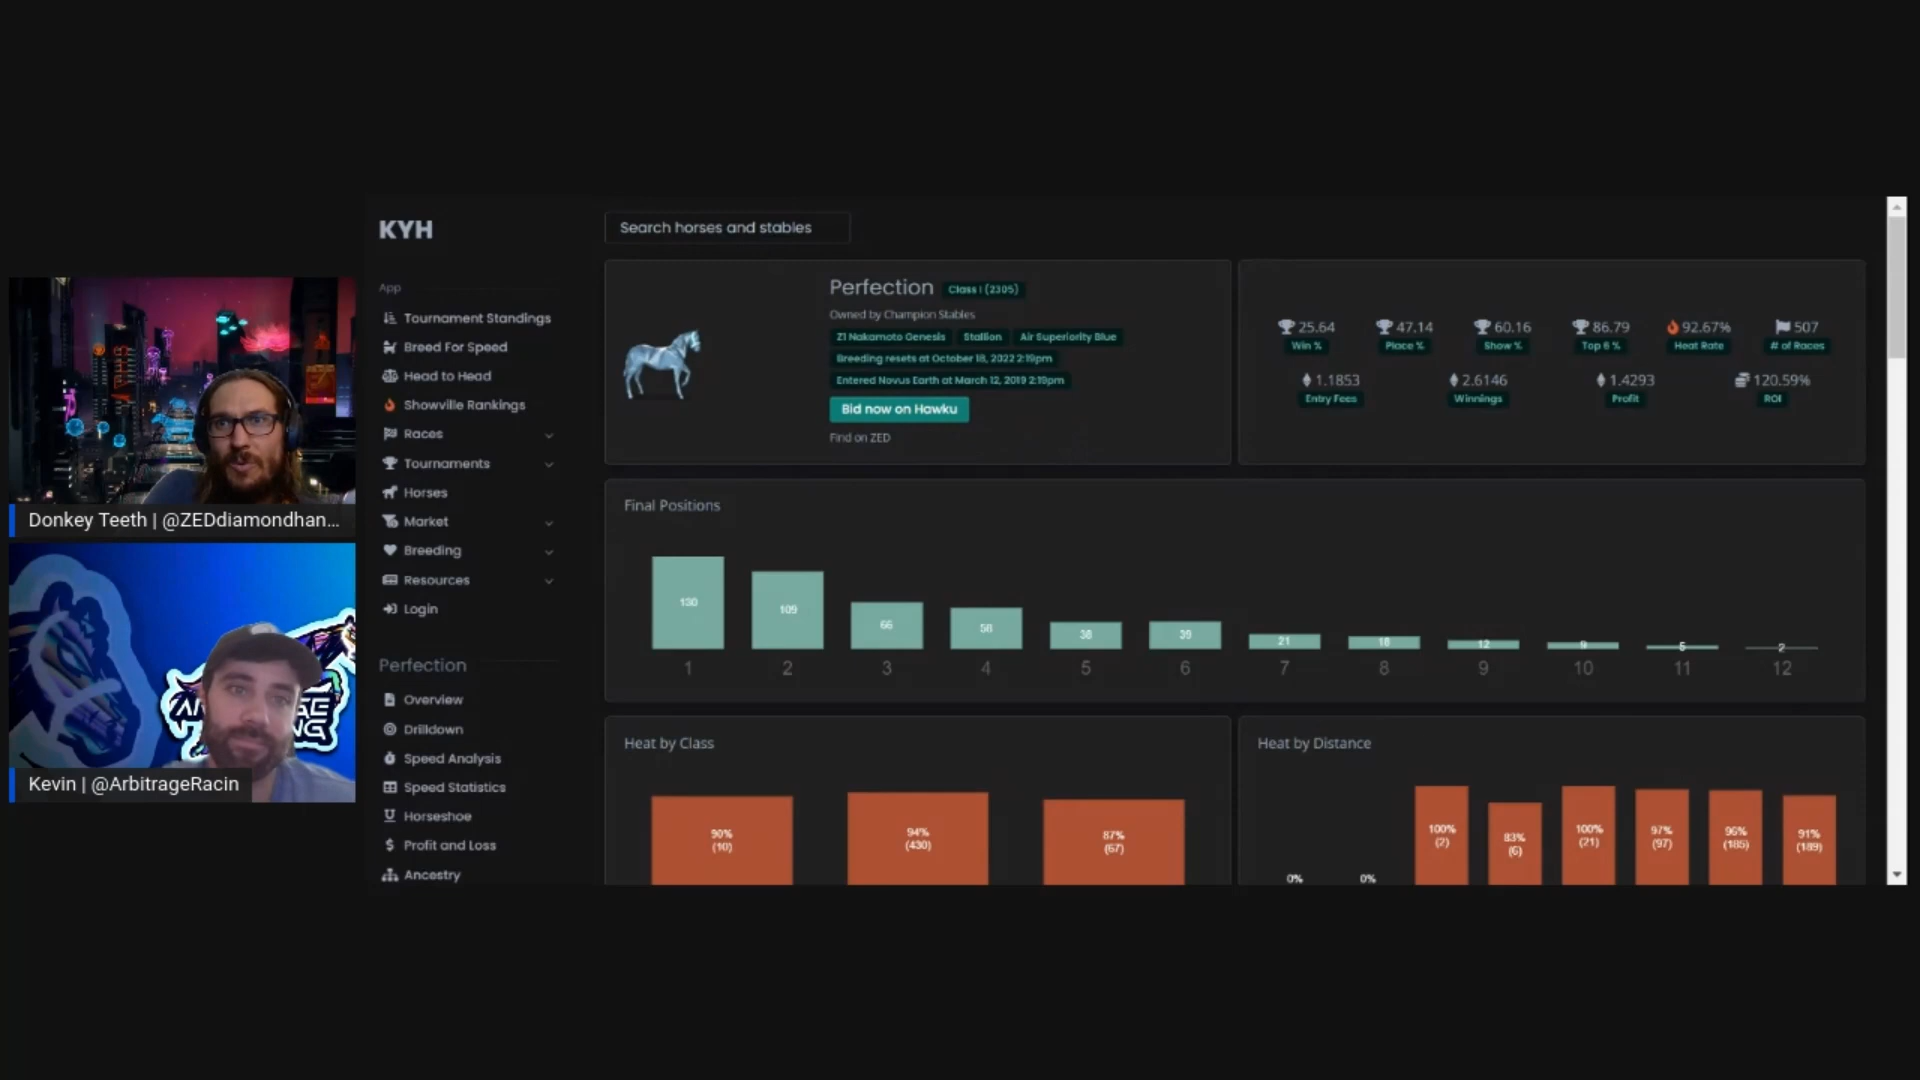 KYH
Search horses and stables
App
Tournament Standings
Breed For Speed
Head to Head
Showville Rankings
Races
Tournaments
Horses
Market
Breeding
Resources
Login
Perfection
Overview
Drilldown
Speed Analysis
Speed Statistics
Horseshoe
Profit and Loss
Ancestry
Donkey Teeth | @ZEDdiamondhan...
Kevin | @ArbitrageRacin
Perfection Class I (2305)
Owned by Champion Stables
Z1 Nakamoto Genesis Stallion Air Superiority Blue
Breeding resets at October 18, 2022 2:19pm
Entered Novus Earth at March 12, 2019 2:19pm
Bid now on Hawku
Find on ZED
25.64 47.14 60.16 86.79 92.67% 507
Win % Place % Show % Top 6 % Heat Rate # of Races
1.1853 2.6146 1.4293 120.59%
Entry Fees Winnings Profit ROI
Final Positions
130 109 66 58 38 39 21 18 12 9 5 2
1 2 3 4 5 6 7 8 9 10 11 12
Heat by Class
90% 94% 87%
(10) (430) (67)
Heat by Distance
0% 0% 100% 83% 100% 97% 96% 91%
(2) (6) (21) (97) (185) (189)